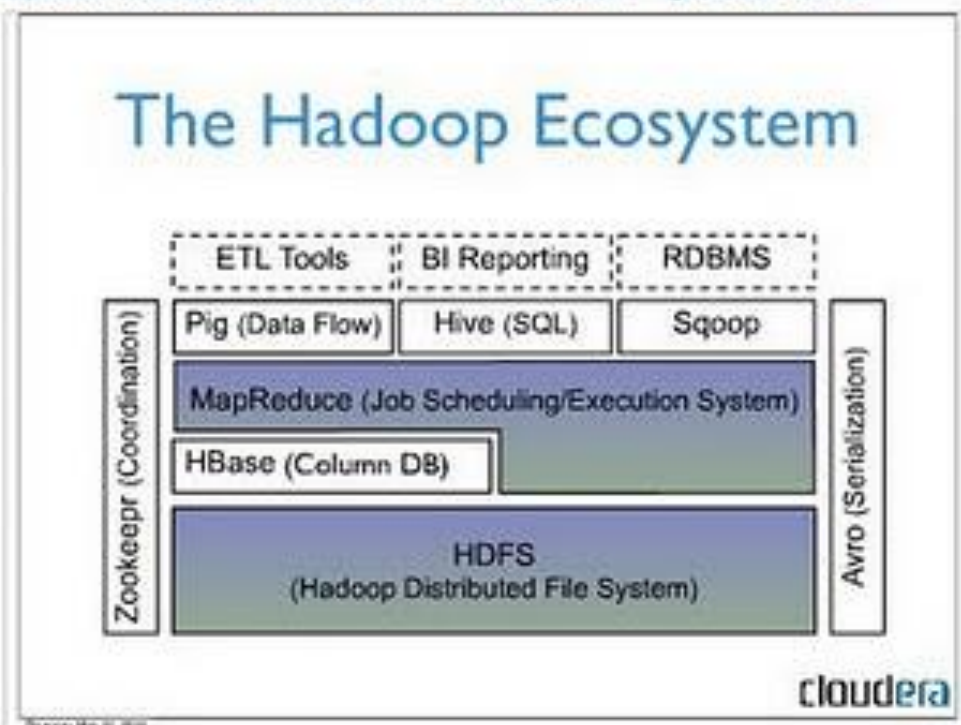 The Hadoop Ecosystem
ETL Tools
BI Reporting
RDBMS
Zookeepr (Coordination)
Pig (Data Flow)
Hive (SQL)
Sqoop
MapReduce (Job Scheduling/Execution System)
HBase (Column DB)
HDFS
(Hadoop Distributed File System)
Avro (Serialization)
cloudera